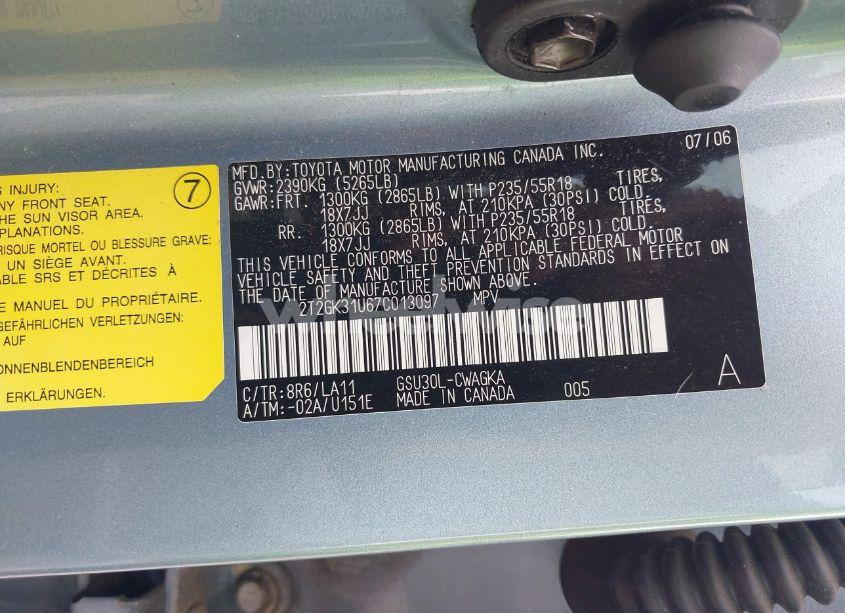 S INJURY:
NY FRONT SEAT.
HE SUN VISOR AREA.
PLANATIONS.
RISQUE MORTEL OU BLESSURE GRAVE:
UN SIÈGE AVANT.
ABLE SRS ET DÉCRITES À
E MANUEL DU PROPRIÉTAIRE.
GEFÄHRLICHEN VERLETZUNG:
AUF
ONNENBLENDENBEREICH
ERKLÄRUNGEN.
7
MFD.BY:TOYOTA MOTOR MANUFACTURING CANADA INC. 07/06
GVWR:2390KG (5265LB)
GAWR:FRT. 1300KG (2865LB) WITH P235/55R18 TIRES,
18X7JJ RIMS, AT 210KPA (30PSI) COLD.
RR. 1300KG (2865LB) WITH P235/55R18 TIRES,
18X7JJ RIMS, AT 210KPA (30PSI) COLD.
THIS VEHICLE CONFORMS TO ALL APPLICABLE FEDERAL MOTOR
VEHICLE SAFETY AND THEFT PREVENTION STANDARDS IN EFFECT ON
THE DATE OF MANUFACTURE SHOWN ABOVE.
2T2GK31U67C013097 MPV
C/TR:8R6/LA11 GSU30L-CWAGKA A
A/TM:-02A/U151E MADE IN CANADA 005